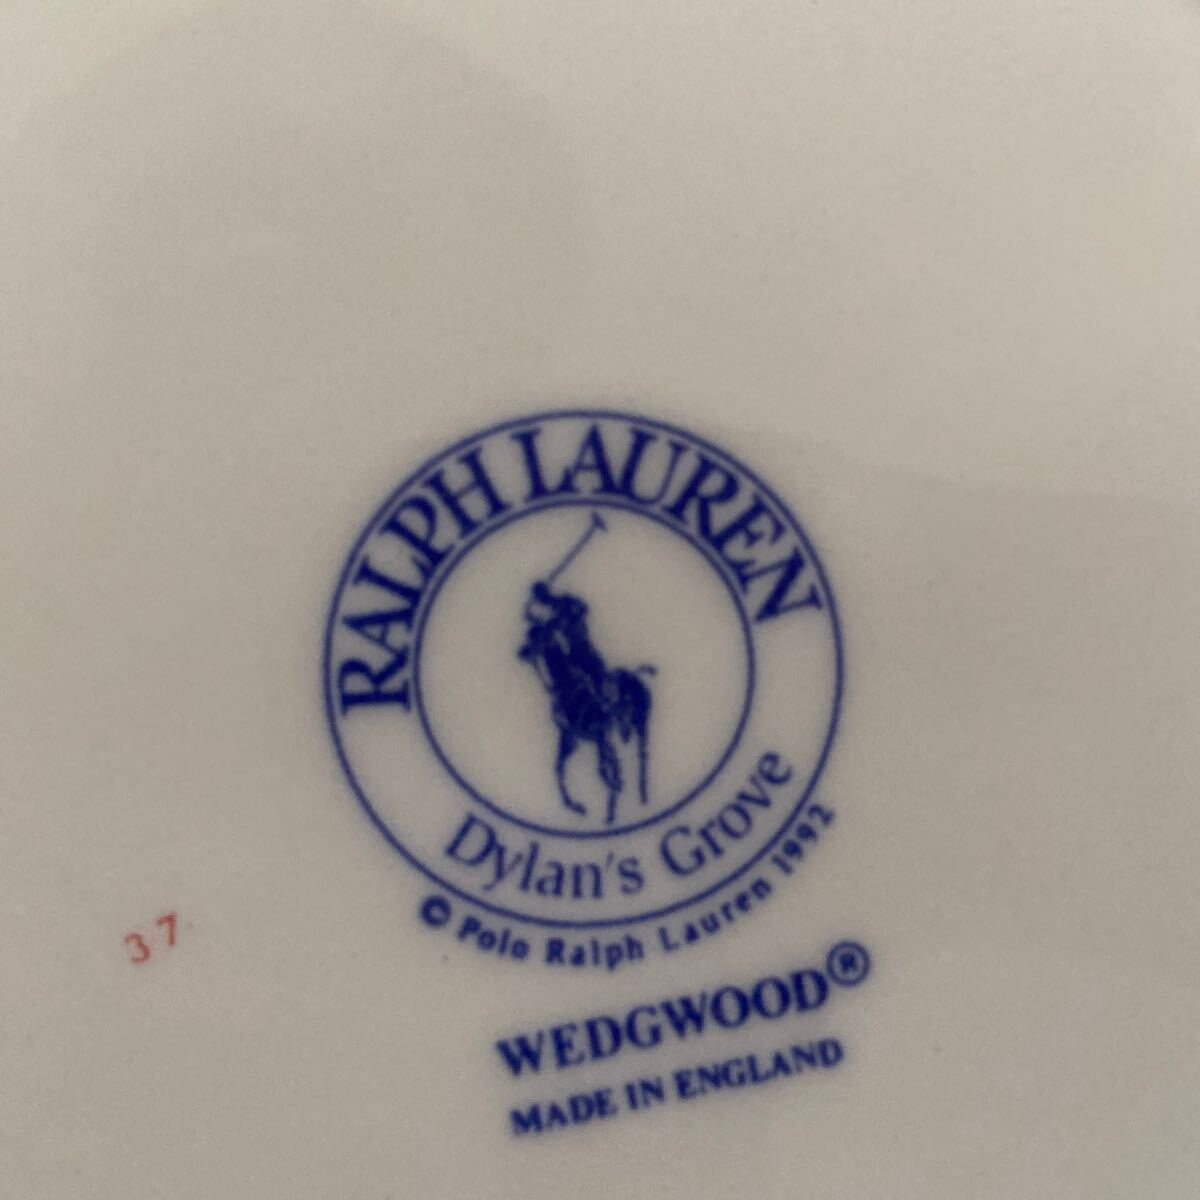 RALPH LAUREN
Dylan's Grove
© Polo Ralph Lauren 1992
WEDGWOOD®
MADE IN ENGLAND
37